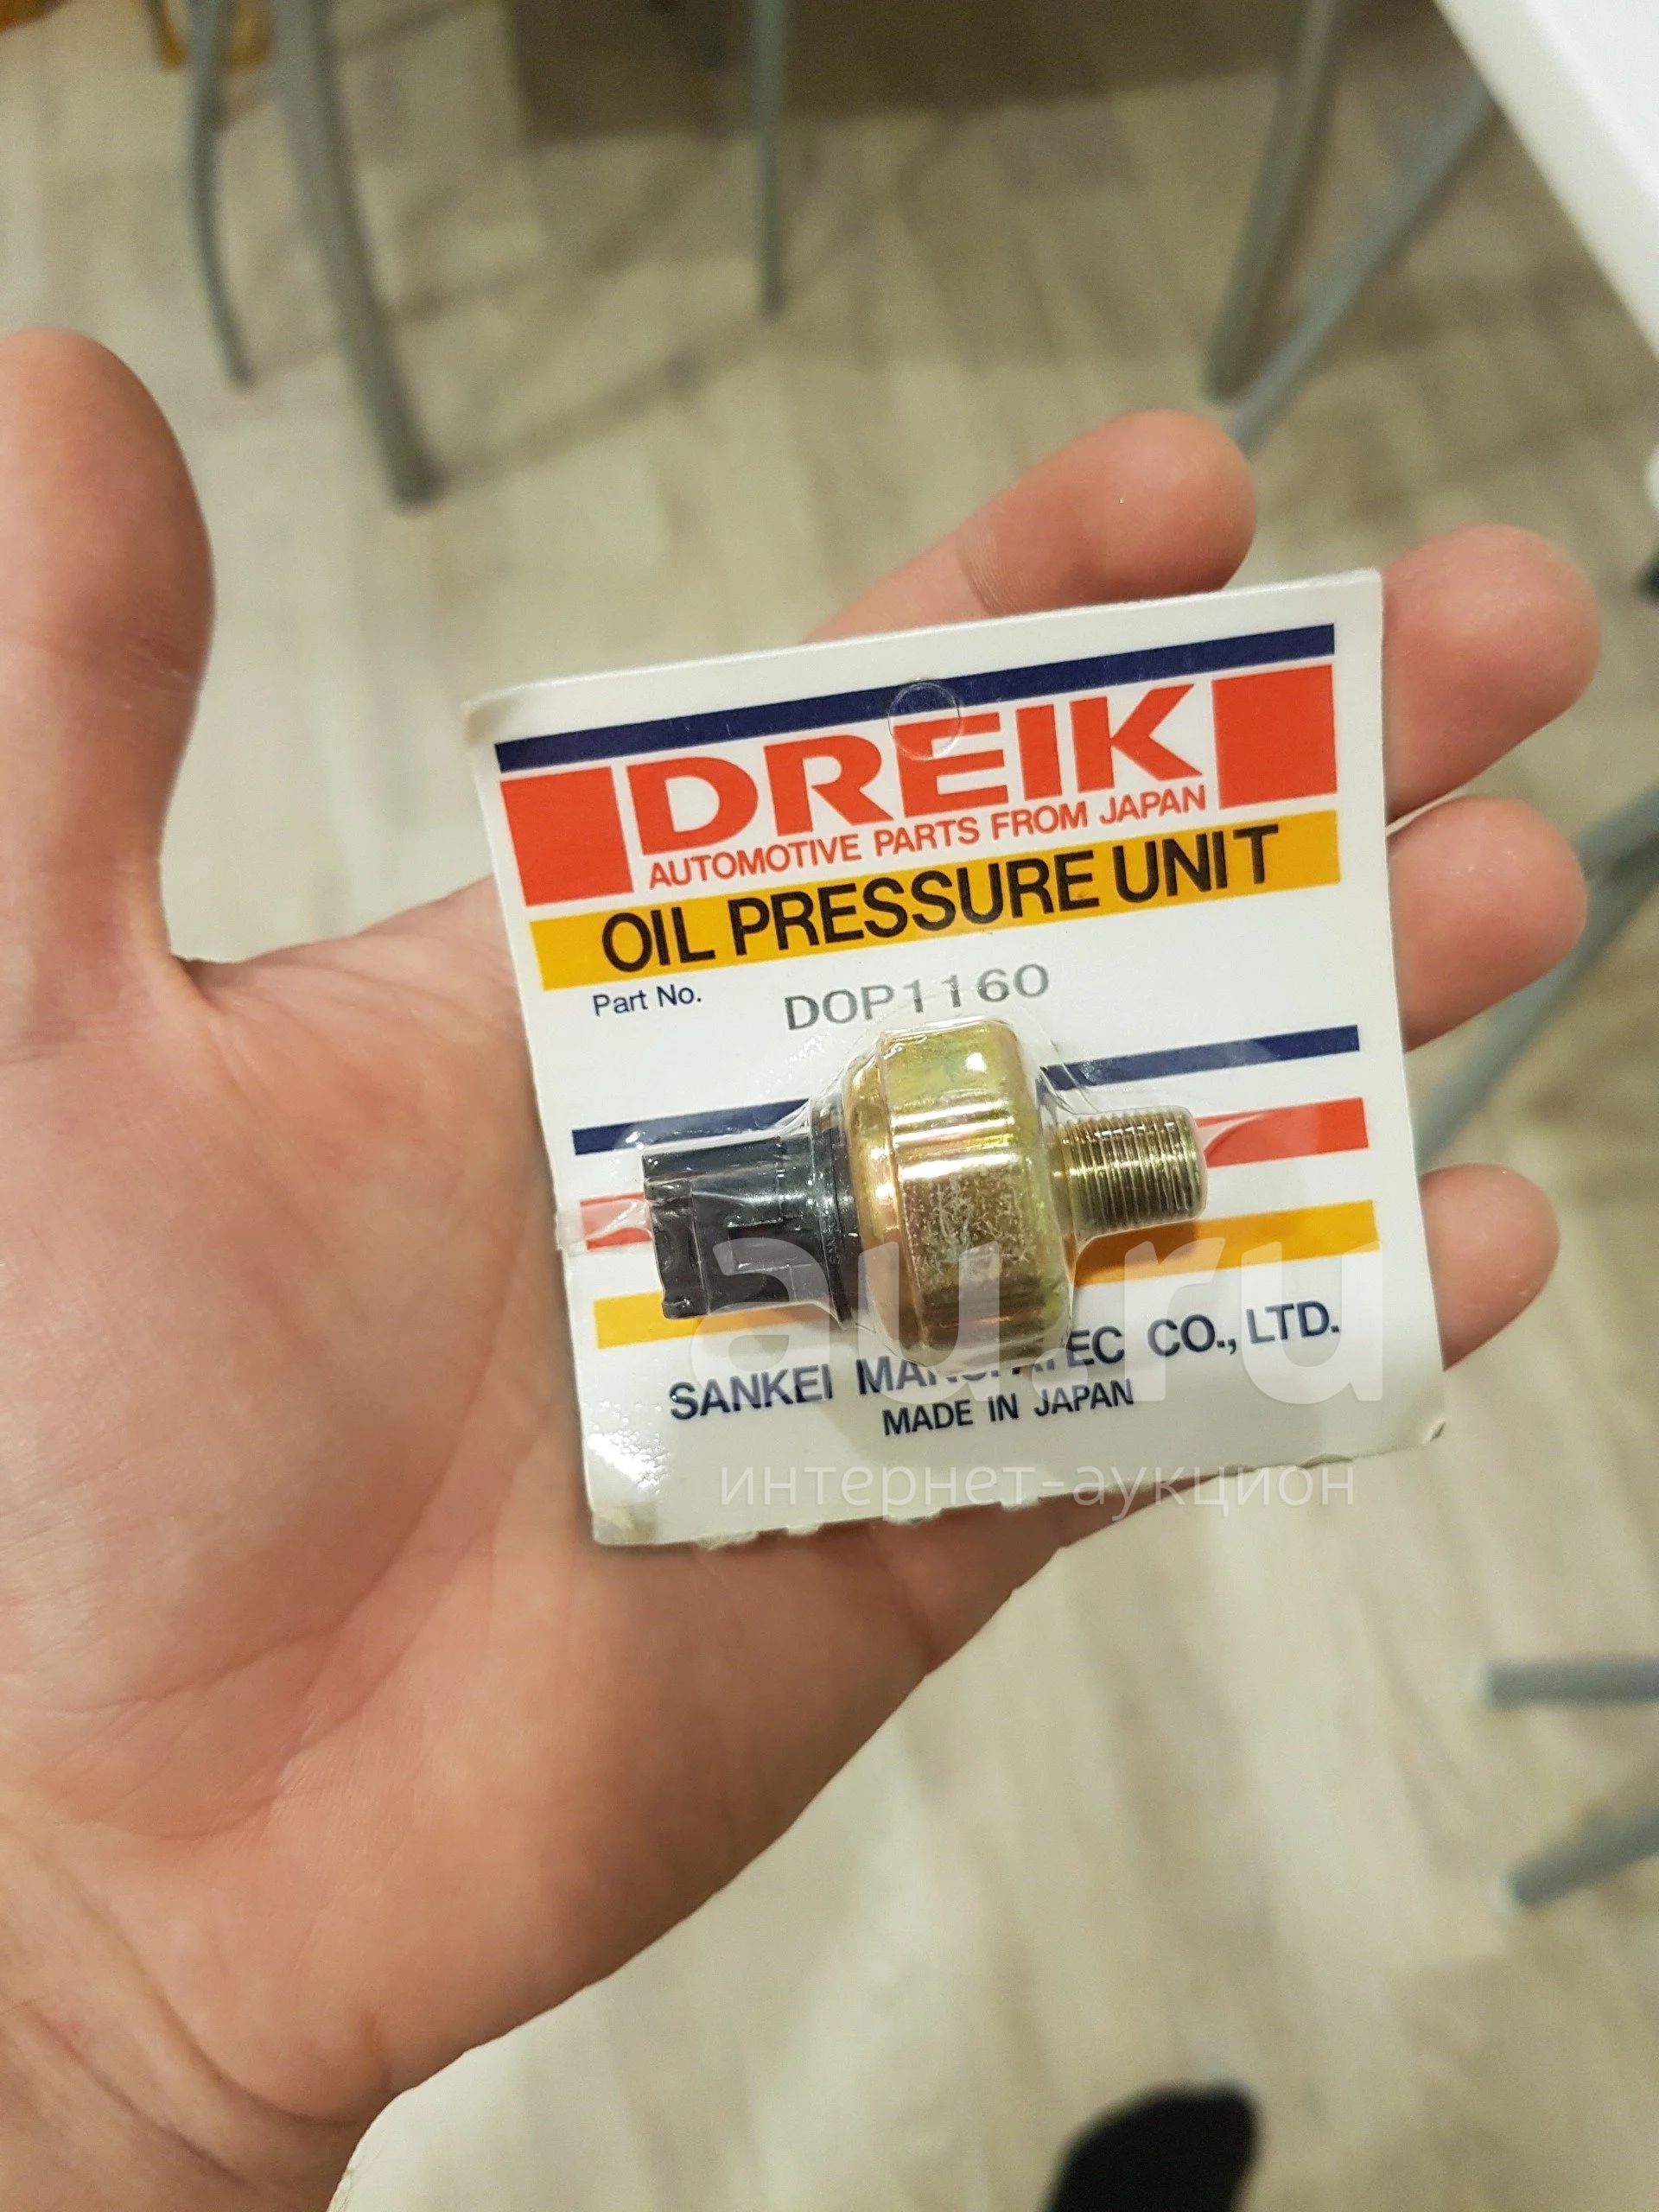 DREIK
AUTOMOTIVE PARTS FROM JAPAN
OIL PRESSURE UNIT
Part No. DOP1160
SANKEI CO., LTD.
MADE IN JAPAN
au.ru
интернет-аукцион